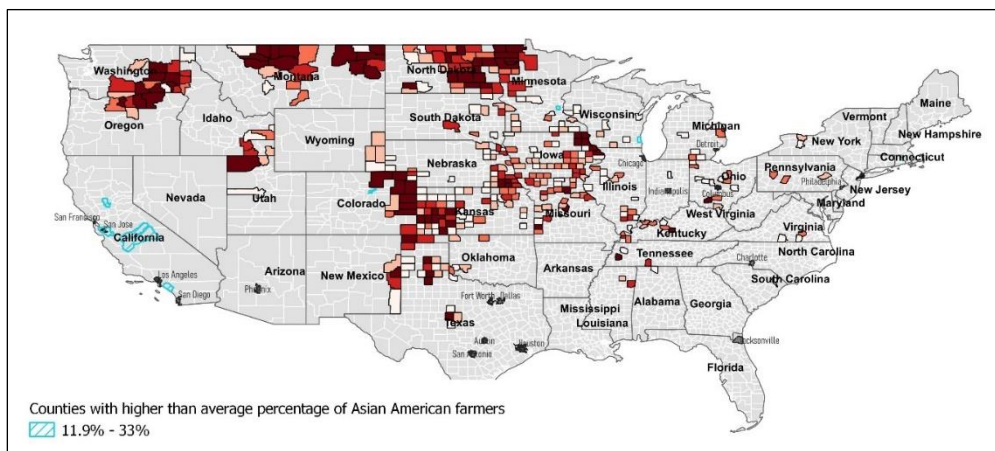 Washington
Montana
North Dakota
Minnesota
Maine
Vermont
New Hampshire
Oregon
Idaho
South Dakota
Wisconsin
Michinan
New York
Wyoming
Detroit
Connecticut
Iowa
Chicago
Pennsylvania
Nebraska
Ohio
Philadelphia
New Jersey
Nevada
Utah
Illinois
Indianapolis
Columbus
Maryland
Colorado
San Francisco
San Jose
Kansas
Missouri
West Virginia
California
Kentucky
Virginia
Tennessee
North Carolina
Los Angeles
Arizona
New Mexico
Oklahoma
Arkansas
Charlotte
San Diego
Phoenix
South Carolina
Fort Worth
Dallas
Mississippi
Alabama
Georgia
Louisiana
Texas
Austin
Houston
Jacksonville
San Antonio
Florida
Counties with higher than average percentage of Asian American farmers
11.9% - 33%